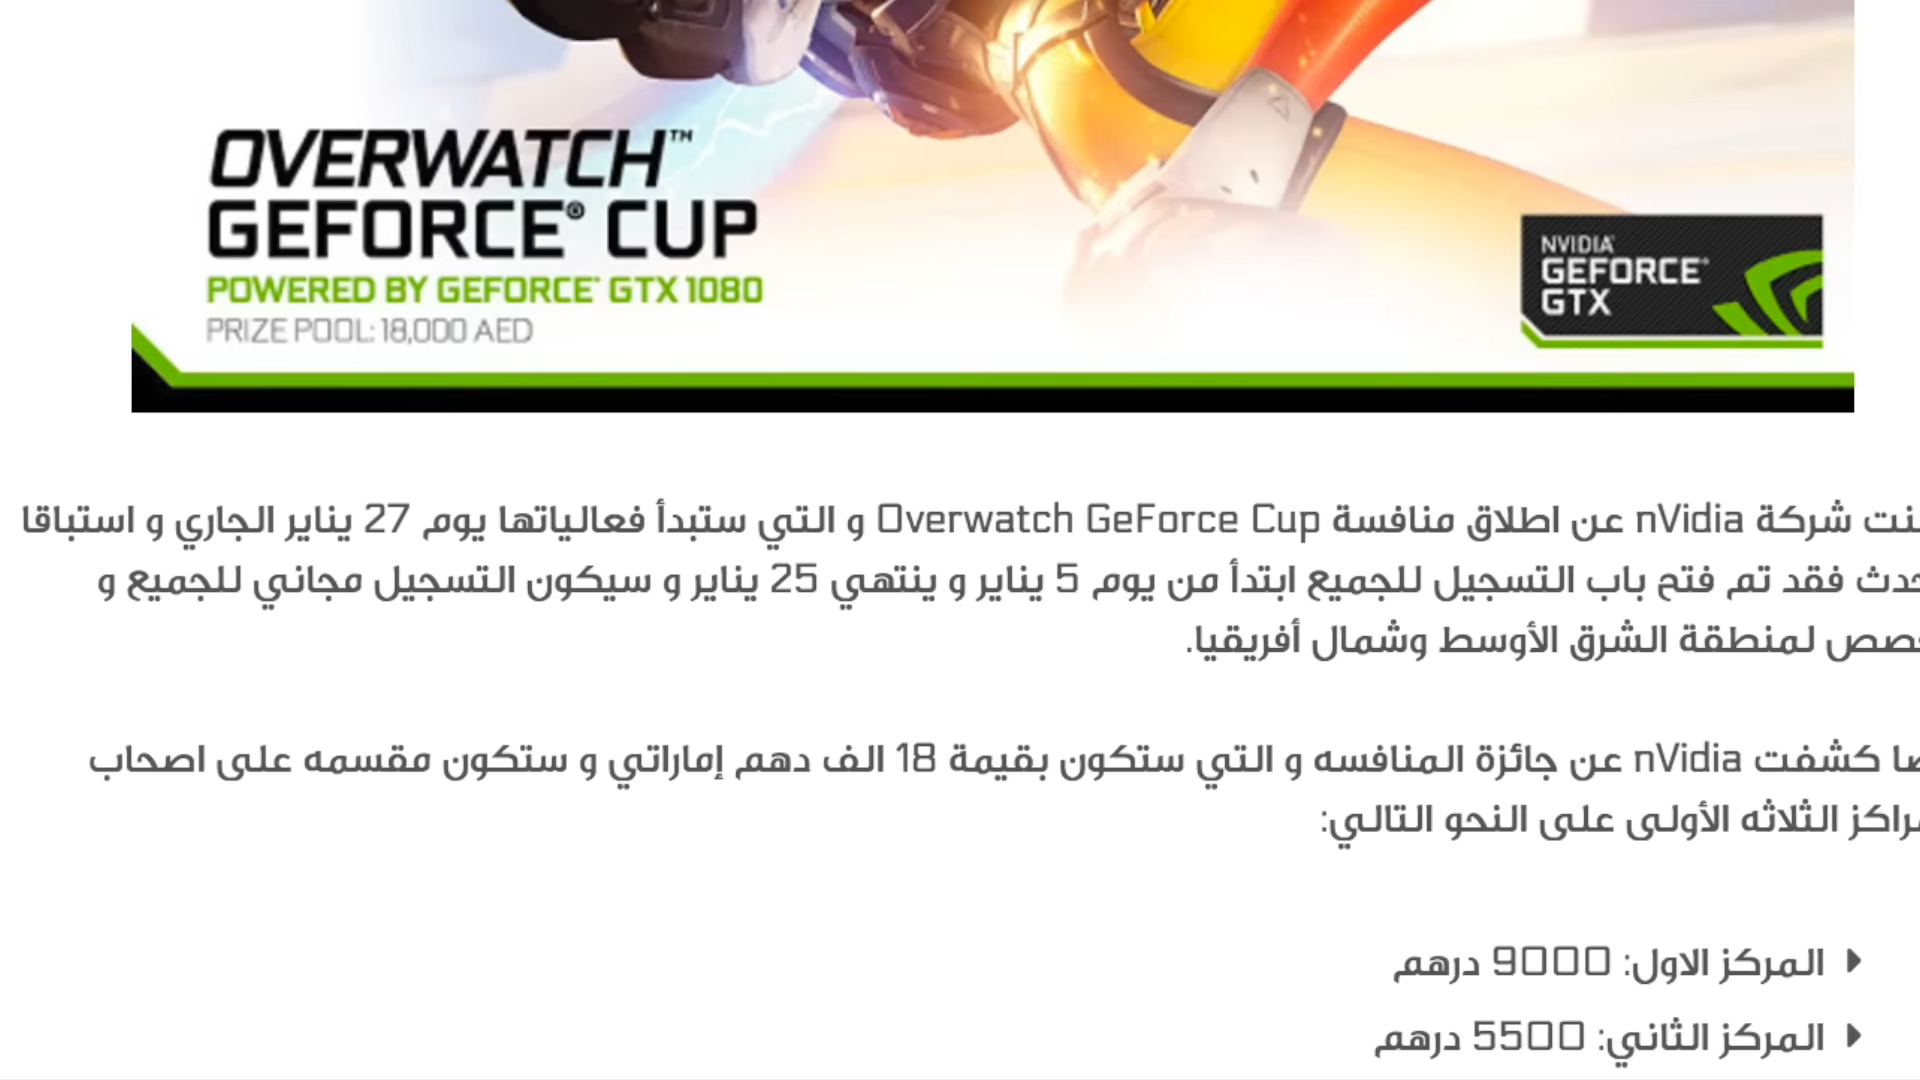 OVERWATCH™
GEFORCE® CUP
POWERED BY GEFORCE® GTX 1080
PRIZE POOL: 18,000 AED
NVIDIA®
GEFORCE®
GTX
شركة nVidia عن اطلاق منافسة Overwatch GeForce Cup و التي ستبدأ فعالياتها يوم 27 يناير الجاري و استباقا
فقد تم فتح باب التسجيل للجميع ابتدأ من يوم 5 يناير و ينتهي 25 يناير و سيكون التسجيل مجاني للجميع و
لمنطقة الشرق الأوسط وشمال أفريقيا.
كشفت nVidia عن جائزة المنافسه و التي ستكون بقيمة 18 الف دهم إماراتي و ستكون مقسمه على اصحاب
الثلاثه الأولى على النحو التالي:
المركز الاول: 9000 درهم
المركز الثاني: 5500 درهم